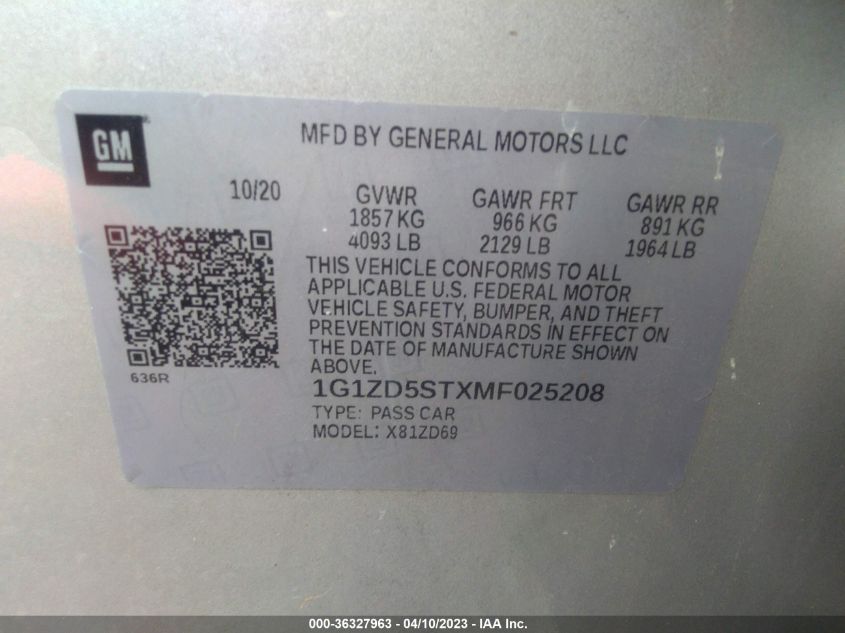 GM
MFD BY GENERAL MOTORS LLC
10/20
GVWR
1857 KG
4093 LB
GAWR FRT
966 KG
2129 LB
GAWR RR
891 KG
1964 LB
THIS VEHICLE CONFORMS TO ALL
APPLICABLE U.S. FEDERAL MOTOR
VEHICLE SAFETY, BUMPER, AND THEFT
PREVENTION STANDARDS IN EFFECT ON
THE DATE OF MANUFACTURE SHOWN
ABOVE.
636R
1G1ZD5STXMF025208
TYPE: PASS CAR
MODEL: X81ZD69
000-36327963 - 04/10/2023 - IAA Inc.